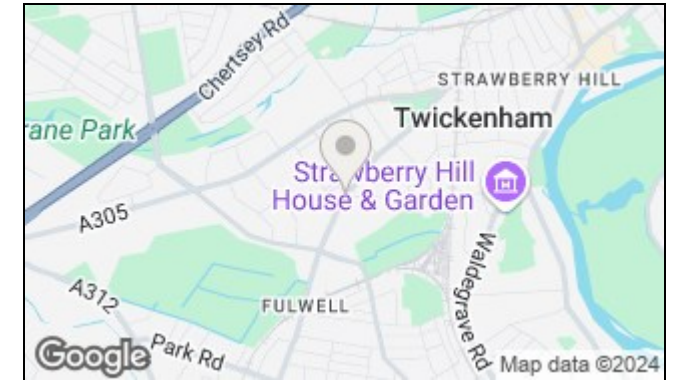 Chertsey Rd
STRAWBERRY HILL
Twickenham
rane Park
Strawberry Hill
House & Garden
A305
Waldegrave Rd
A312
FULWELL
Park Rd
Google
Map data ©2024